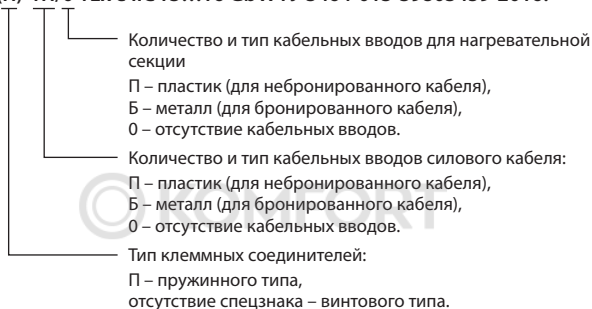 Количество и тип кабельных вводов для нагревательной
секции
П – пластик (для небронированного кабеля),
Б – металл (для бронированного кабеля),
0 – отсутствие кабельных вводов.
Количество и тип кабельных вводов силового кабеля:
П – пластик (для небронированного кабеля),
Б – металл (для бронированного кабеля),
0 – отсутствие кабельных вводов.
KOMFORT
Тип клеммных соединителей:
П – пружинного типа,
отсутствие спецзнака – винтового типа.